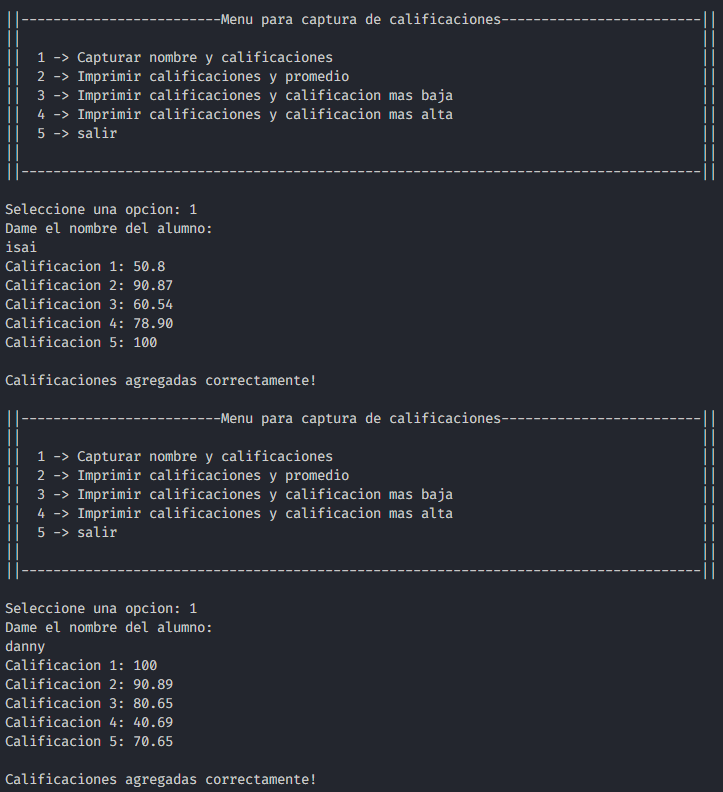 ||-------------------------Menu para captura de calificaciones-------------------------||
||                                                                                     ||
||  1 -> Capturar nombre y calificaciones                                              ||
||  2 -> Imprimir calificaciones y promedio                                            ||
||  3 -> Imprimir calificaciones y calificacion mas baja                               ||
||  4 -> Imprimir calificaciones y calificacion mas alta                               ||
||  5 -> salir                                                                         ||
||                                                                                     ||
||-------------------------------------------------------------------------------------||
Seleccione una opcion: 1
Dame el nombre del alumno:
isai
Calificacion 1: 50.8
Calificacion 2: 90.87
Calificacion 3: 60.54
Calificacion 4: 78.90
Calificacion 5: 100
Calificaciones agregadas correctamente!
||-------------------------Menu para captura de calificaciones-------------------------||
||                                                                                     ||
||  1 -> Capturar nombre y calificaciones                                              ||
||  2 -> Imprimir calificaciones y promedio                                            ||
||  3 -> Imprimir calificaciones y calificacion mas baja                               ||
||  4 -> Imprimir calificaciones y calificacion mas alta                               ||
||  5 -> salir                                                                         ||
||                                                                                     ||
||-------------------------------------------------------------------------------------||
Seleccione una opcion: 1
Dame el nombre del alumno:
danny
Calificacion 1: 100
Calificacion 2: 90.89
Calificacion 3: 80.65
Calificacion 4: 40.69
Calificacion 5: 70.65
Calificaciones agregadas correctamente!